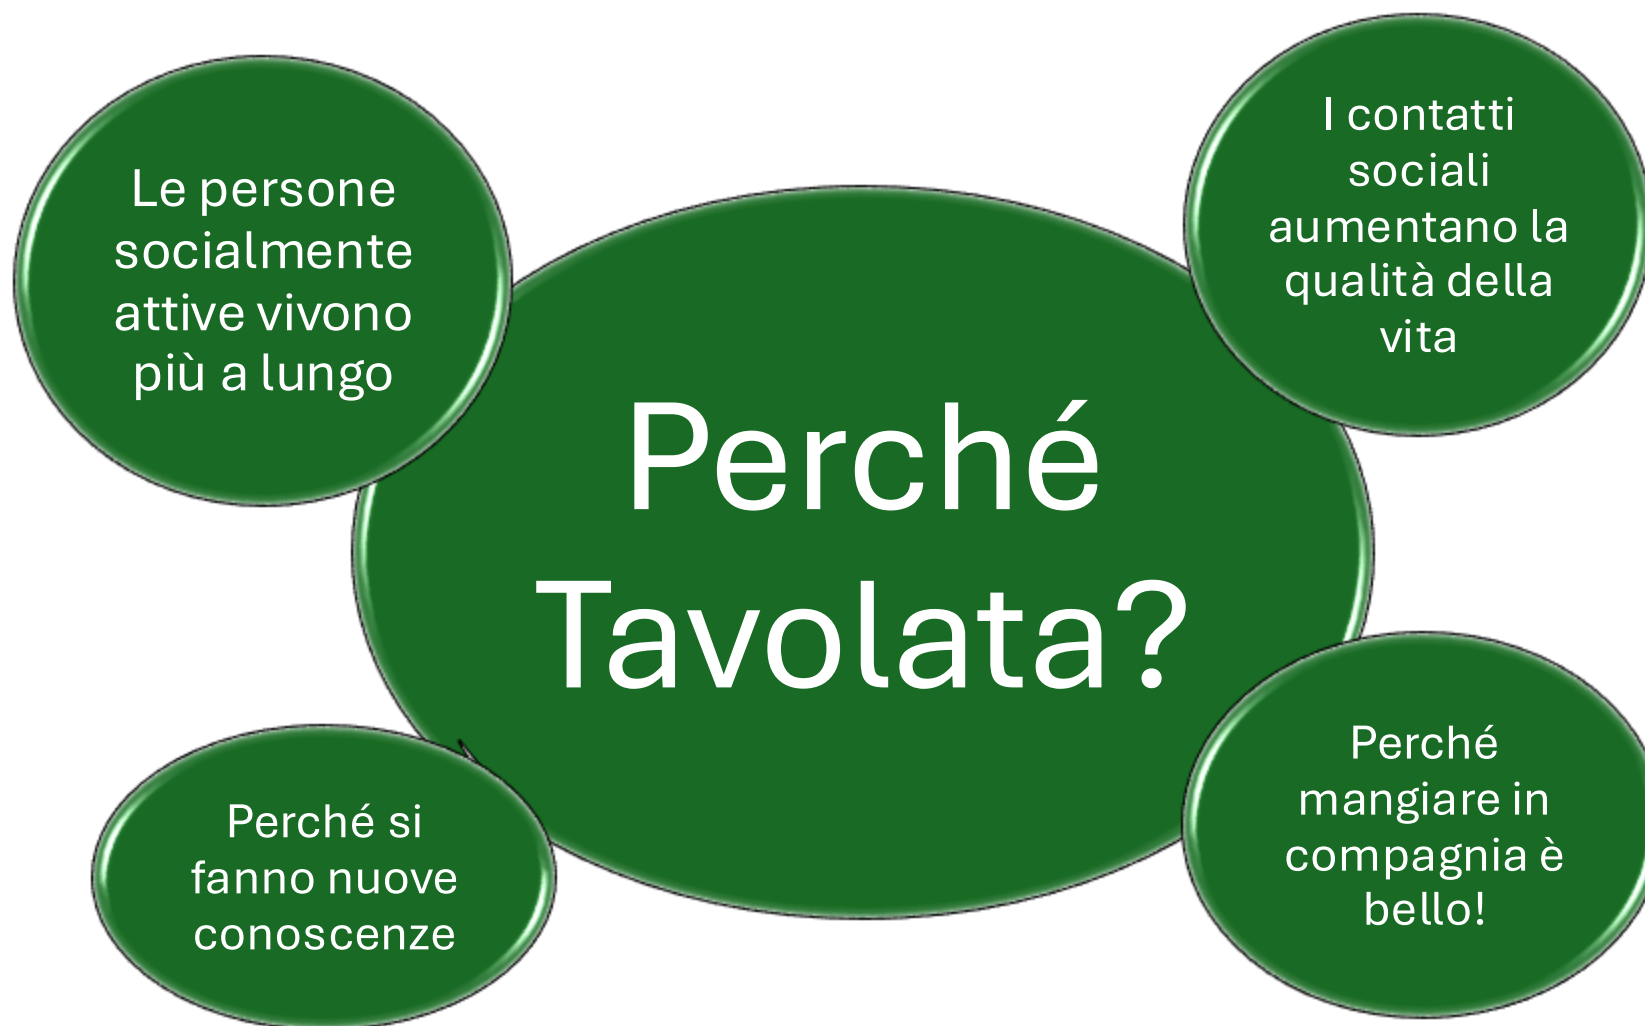 Le persone
socialmente
attive vivono
più a lungo
I contatti
sociali
aumentano la
qualità della
vita
Perché
Tavolata?
Perché si
fanno nuove
conoscenze
Perché
mangiare in
compagnia è
bello!